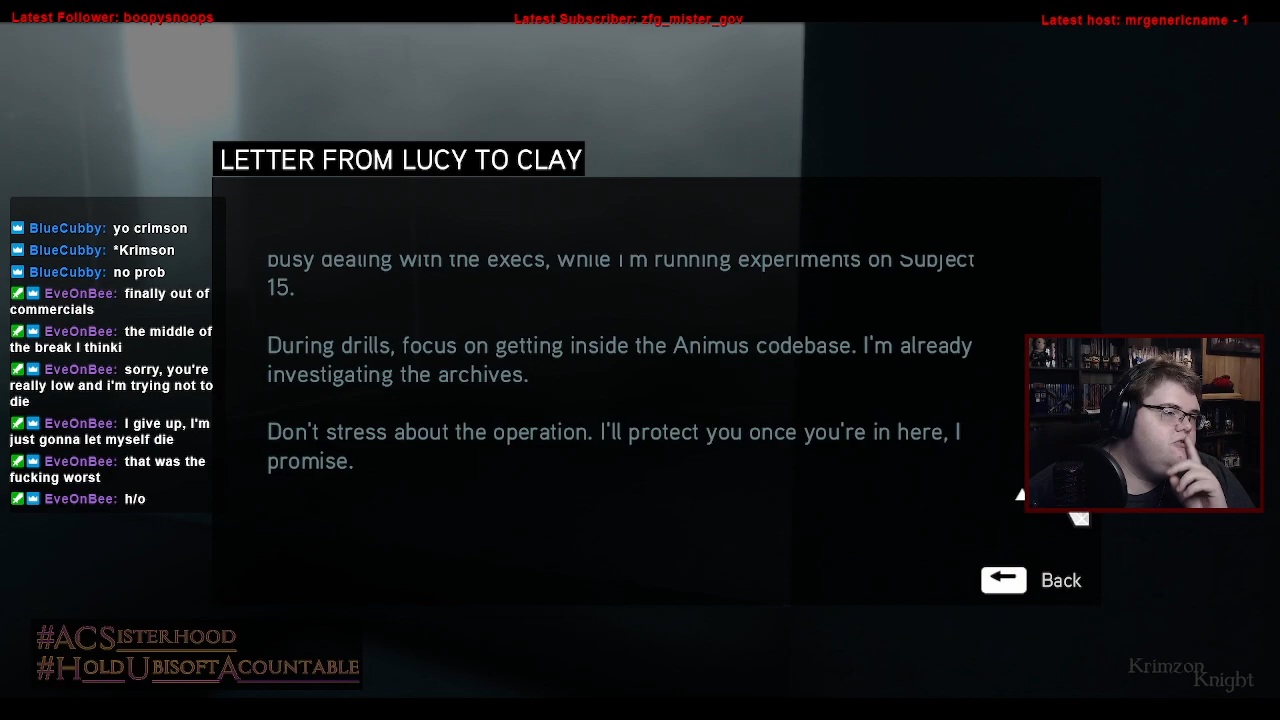 Latest Follower: boopysnoops
Latest Subscriber: zfg_mister_gov
Latest host: mrgenericname - 1
LETTER FROM LUCY TO CLAY
busy dealing with the execs, while I'm running experiments on Subject
15.
During drills, focus on getting inside the Animus codebase. I'm already
investigating the archives.
Don't stress about the operation. I'll protect you once you're in here, I
promise.
Back
BlueCubby: yo crimson
BlueCubby: *Krimson
BlueCubby: no prob
EveOnBee: finally out of
commercials
EveOnBee: the middle of
the break I thinki
EveOnBee: sorry, you're
really low and i'm trying not to
die
EveOnBee: I give up, I'm
just gonna let myself die
EveOnBee: that was the
fucking worst
EveOnBee: h/o
#ACSisterhood
#HoldUbisoftAcountable
Krimzon
Knight